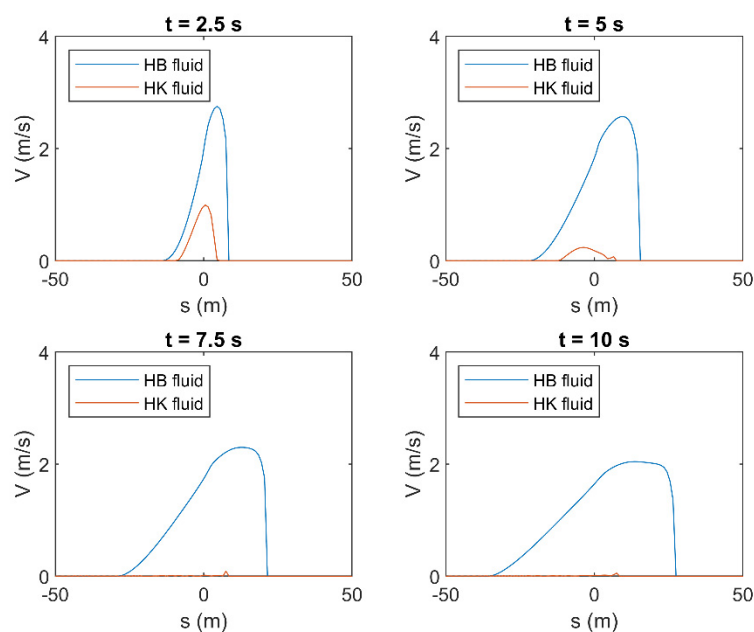 t = 2.5 s
4
HB fluid
HK fluid
2
V (m/s)
0
-50
0
50
s (m)
t = 5 s
4
HB fluid
HK fluid
2
V (m/s)
0
-50
0
50
s (m)
t = 7.5 s
4
HB fluid
HK fluid
2
V (m/s)
0
-50
0
50
s (m)
t = 10 s
4
HB fluid
HK fluid
2
V (m/s)
0
-50
0
50
s (m)